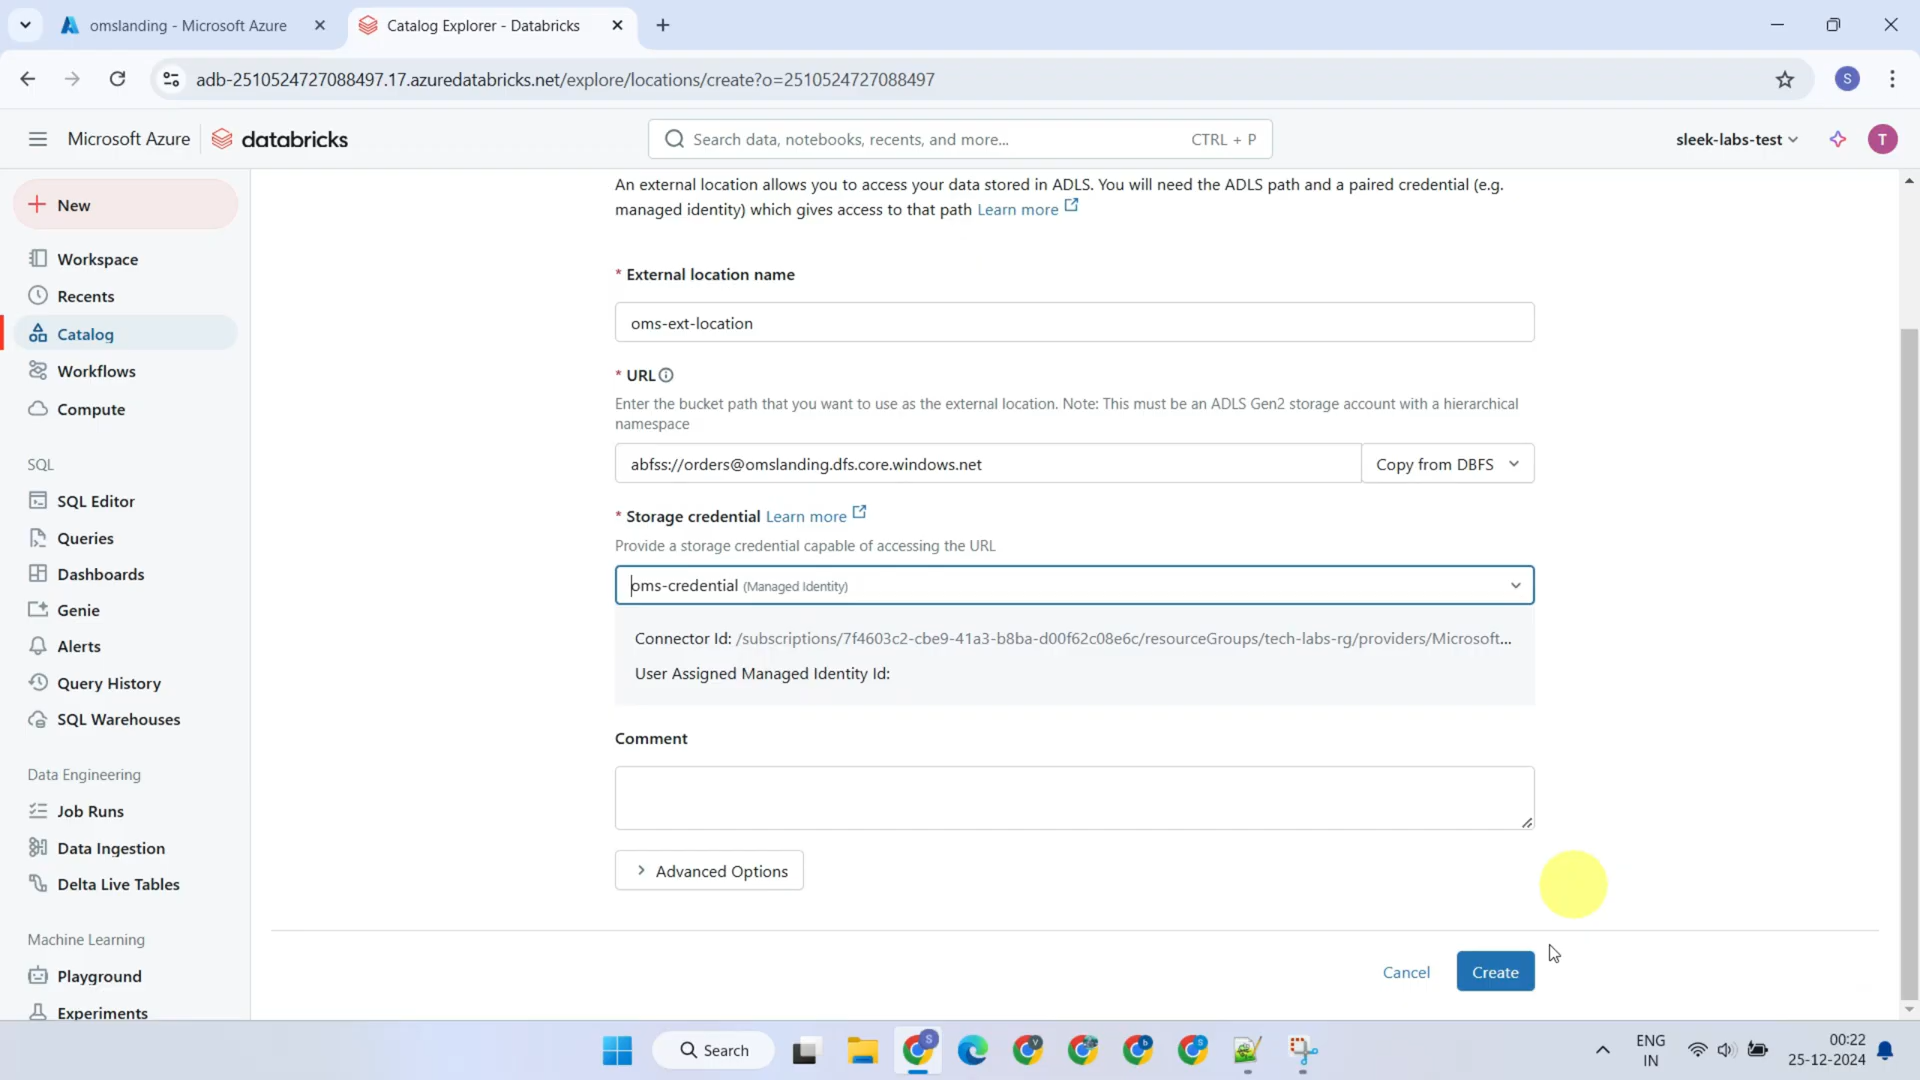 omslanding - Microsoft Azure
Catalog Explorer - Databricks
adb-2510524727088497.17.azuredatabricks.net/explore/locations/create?o=2510524727088497
S
Microsoft Azure
databricks
Search data, notebooks, recents, and more...
CTRL + P
sleek-labs-test
T
New
Workspace
Recents
Catalog
Workflows
Compute
SQL
SQL Editor
Queries
Dashboards
Genie
Alerts
Query History
SQL Warehouses
Data Engineering
Job Runs
Data Ingestion
Delta Live Tables
Machine Learning
Playground
Experiments
An external location allows you to access your data stored in ADLS. You will need the ADLS path and a paired credential (e.g.
managed identity) which gives access to that path Learn more
* External location name
oms-ext-location
* URL
Enter the bucket path that you want to use as the external location. Note: This must be an ADLS Gen2 storage account with a hierarchical
namespace
abfss://orders@omslanding.dfs.core.windows.net
Copy from DBFS
* Storage credential Learn more
Provide a storage credential capable of accessing the URL
oms-credential (Managed Identity)
Connector Id: /subscriptions/7f4603c2-cbe9-41a3-b8ba-d00f62c08e6c/resourceGroups/tech-labs-rg/providers/Microsoft...
User Assigned Managed Identity Id:
Comment
Advanced Options
Cancel
Create
Search
ENG
IN
00:22
25-12-2024